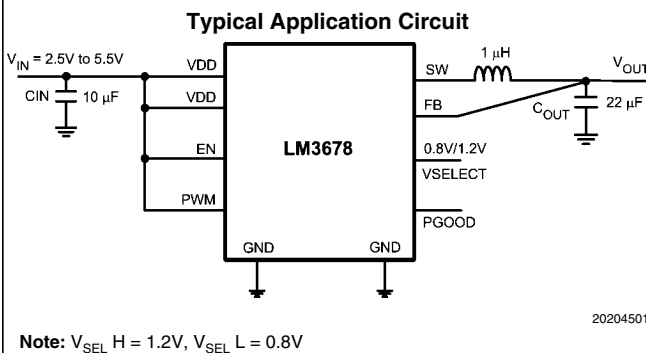 Typical Application Circuit
V_IN = 2.5V to 5.5V
CIN
10 µF
VDD
VDD
EN
PWM
LM3678
GND
GND
SW
1 µH
V_OUT
FB
C_OUT
22 µF
0.8V/1.2V
VSELECT
PGOOD
20204501
Note: V_SEL H = 1.2V, V_SEL L = 0.8V